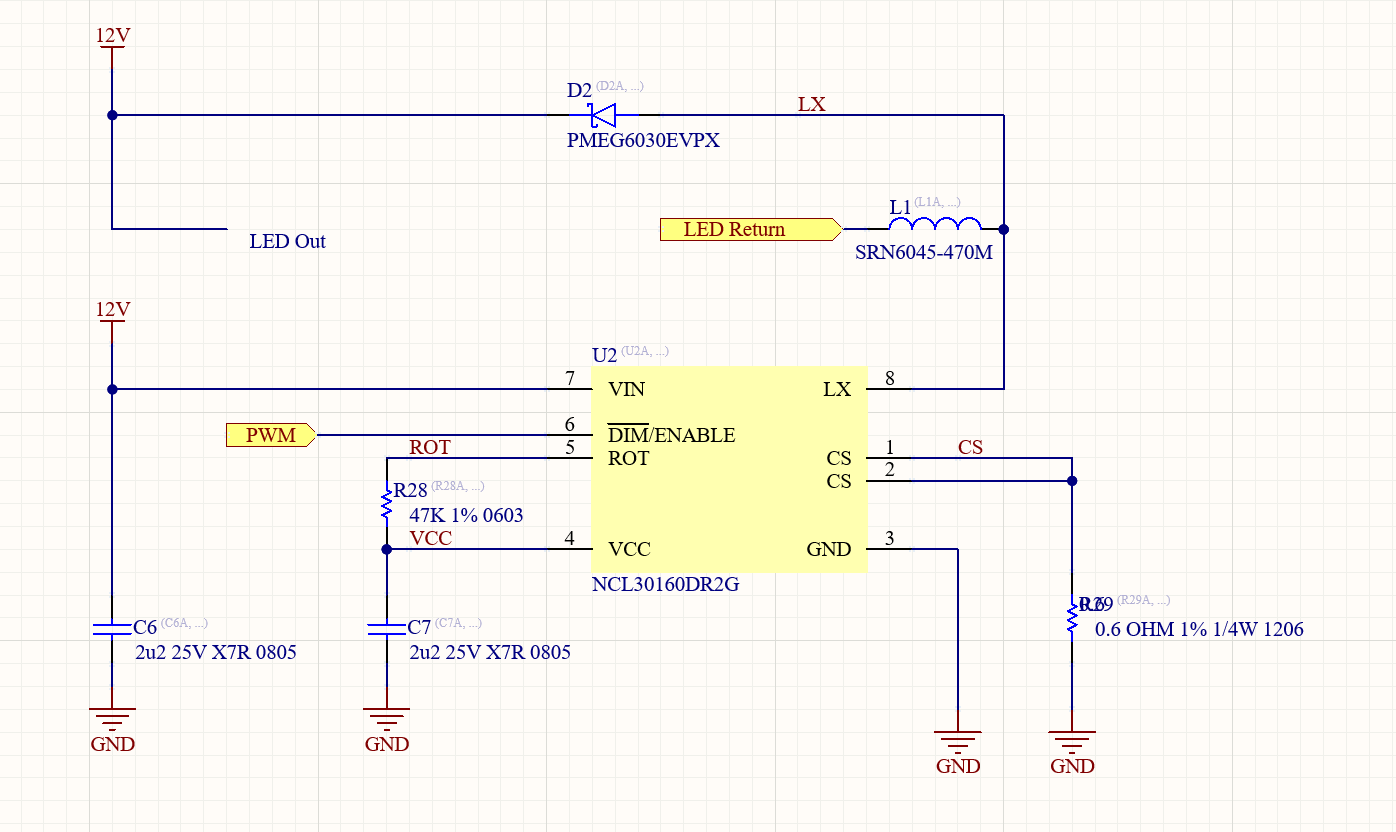 12V
D2 (D2A, ...)
LX
PMEG6030EVPX
L1 (L1A, ...)
LED Return
LED Out
SRN6045-470M
12V
U2 (U2A, ...)
7 VIN LX 8
PWM 6 DIM/ENABLE
ROT 5 ROT CS 1 CS
CS 2
R28 (R28A, ...)
47K 1% 0603
VCC 4 VCC GND 3
NCL30160DR2G
R29 (R29A, ...)
C6 (C6A, ...) C7 (C7A, ...) 0.6 OHM 1% 1/4W 1206
2u2 25V X7R 0805 2u2 25V X7R 0805
GND GND
GND GND